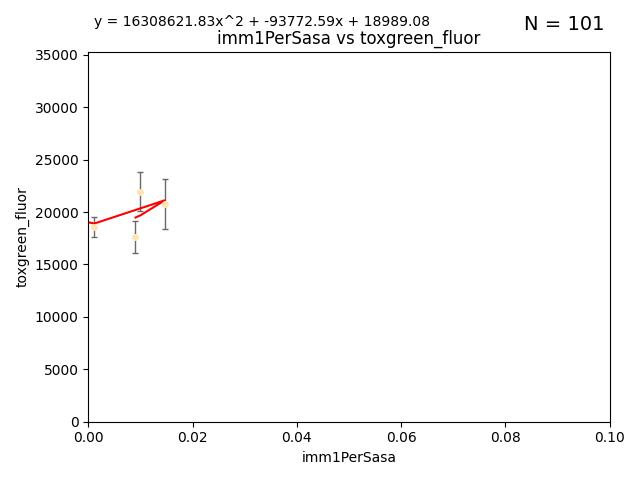 y = 16308621.83x^2 + -93772.59x + 18989.08
N = 101
imm1PerSasa vs toxgreen_fluor
35000
30000
25000
20000
15000
10000
5000
0
toxgreen_fluor
0.00 0.02 0.04 0.06 0.08 0.10
imm1PerSasa